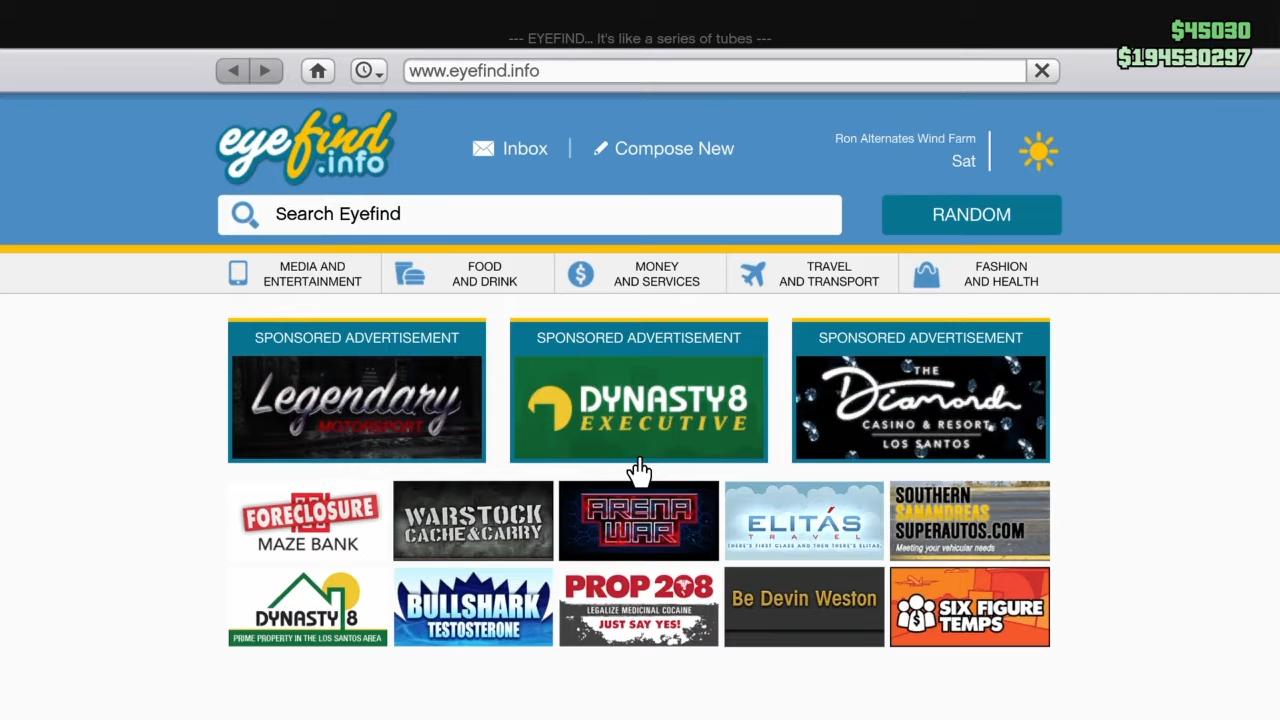 --- EYEFIND... It's like a series of tubes ---
$45030
$194530297
www.eyefind.info
eyefind
.info
Inbox
Compose New
Ron Alternates Wind Farm
Sat
Search Eyefind
RANDOM
MEDIA AND
ENTERTAINMENT
FOOD
AND DRINK
MONEY
AND SERVICES
TRAVEL
AND TRANSPORT
FASHION
AND HEALTH
SPONSORED ADVERTISEMENT
Legendary
MOTORSPORT
SPONSORED ADVERTISEMENT
DYNASTY8
EXECUTIVE
SPONSORED ADVERTISEMENT
THE
Diamond
CASINO & RESORT
LOS SANTOS
FORECLOSURE
MAZE BANK
WARSTOCK
CACHE&CARRY
ARENA
WAR
ELITÁS
TRAVEL
THERE'S FIRST CLASS AND THEN THERE'S ELITAS.
SOUTHERN
SANANDREAS
SUPERAUTOS.COM
Meeting your vehicular needs
DYNASTY 8
PRIME PROPERTY IN THE LOS SANTOS AREA
BULLSHARK
TESTOSTERONE
PROP 208
LEGALIZE MEDICINAL COCAINE
JUST SAY YES!
Be Devin Weston
SIX FIGURE
TEMPS